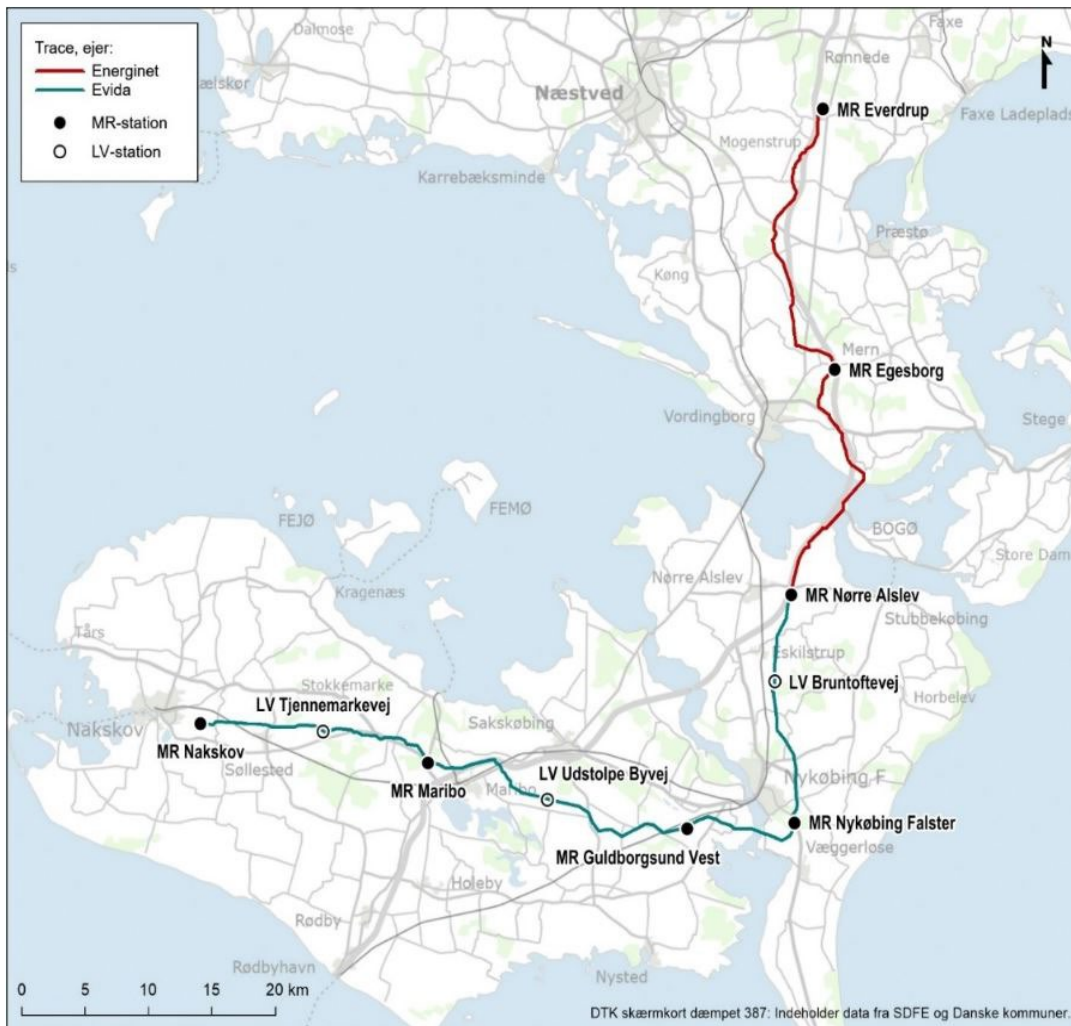 Trace, ejer:
Energinet
Evida
MR-station
LV-station
N
Dalmose
Faxe
Rønnede
ælskør
Næstved
MR Everdrup
Faxe Ladeplads
Mogenstrup
Karrebæksminde
Præstø
Køng
Mern
MR Egesborg
Vordingborg
Stege
FEMØ
FEJØ
BOGØ
Store Dam
Nørre Alslev
MR Nørre Alslev
Kragenæs
Stubbekøbing
Tårs
Eskilstrup
LV Bruntoftevej
Stokkemarke
Horbelev
LV Tjennemarkevej
Nakskov
Sakskøbing
MR Nakskov
Søllested
MR Maribo
Maribo
LV Udstolpe Byvej
Nykøbing F
MR Nykøbing Falster
Væggerløse
MR Guldborgsund Vest
Holeby
Rødby
Rødbyhavn
Nysted
0 5 10 15 20 km
DTK skærmkort dæmpet 387: Indeholder data fra SDFE og Danske kommuner.